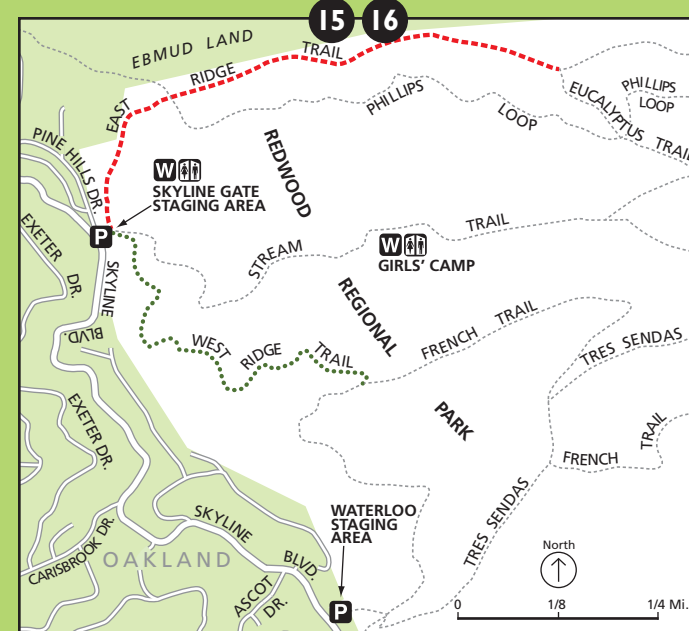 15 16
EBMUD LAND
EAST RIDGE TRAIL
PHILLIPS LOOP
EUCALYPTUS TRAIL
PHILLIPS
LOOP
PINE HILLS DR.
REDWOOD
REGIONAL
PARK
W
SKYLINE GATE
STAGING AREA
P
EXETER DR.
SKYLINE BLVD.
STREAM TRAIL
W
GIRLS' CAMP
WEST RIDGE TRAIL
FRENCH TRAIL
TRES SENDAS
EXETER DR.
FRENCH TRAIL
TRES SENDAS
WATERLOO
STAGING
AREA
P
SKYLINE BLVD.
CARISBROOK DR.
OAKLAND
ASCOT
DR.
North
0 1/8 1/4 Mi.